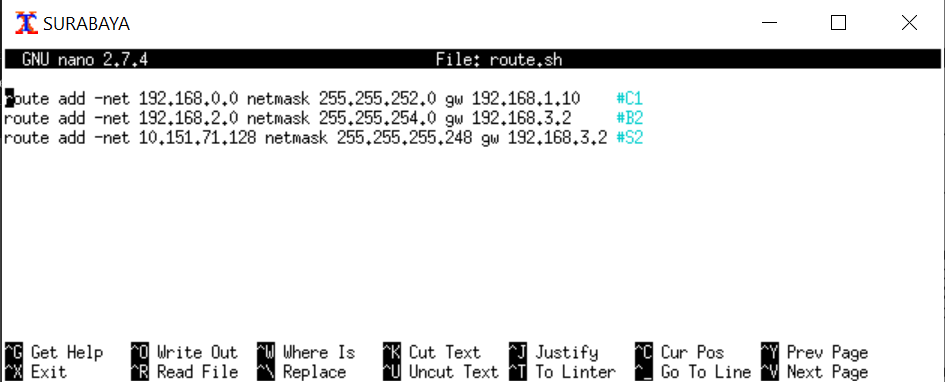 SURABAYA
GNU nano 2.7.4 File: route.sh
route add -net 192.168.0.0 netmask 255.255.252.0 gw 192.168.1.10 #C1
route add -net 192.168.2.0 netmask 255.255.254.0 gw 192.168.3.2 #B2
route add -net 10.151.71.128 netmask 255.255.255.248 gw 192.168.3.2 #S2
^G Get Help ^O Write Out ^W Where Is ^K Cut Text ^J Justify ^C Cur Pos ^Y Prev Page
^X Exit ^R Read File ^\ Replace ^U Uncut Text ^T To Linter ^_ Go To Line ^V Next Page